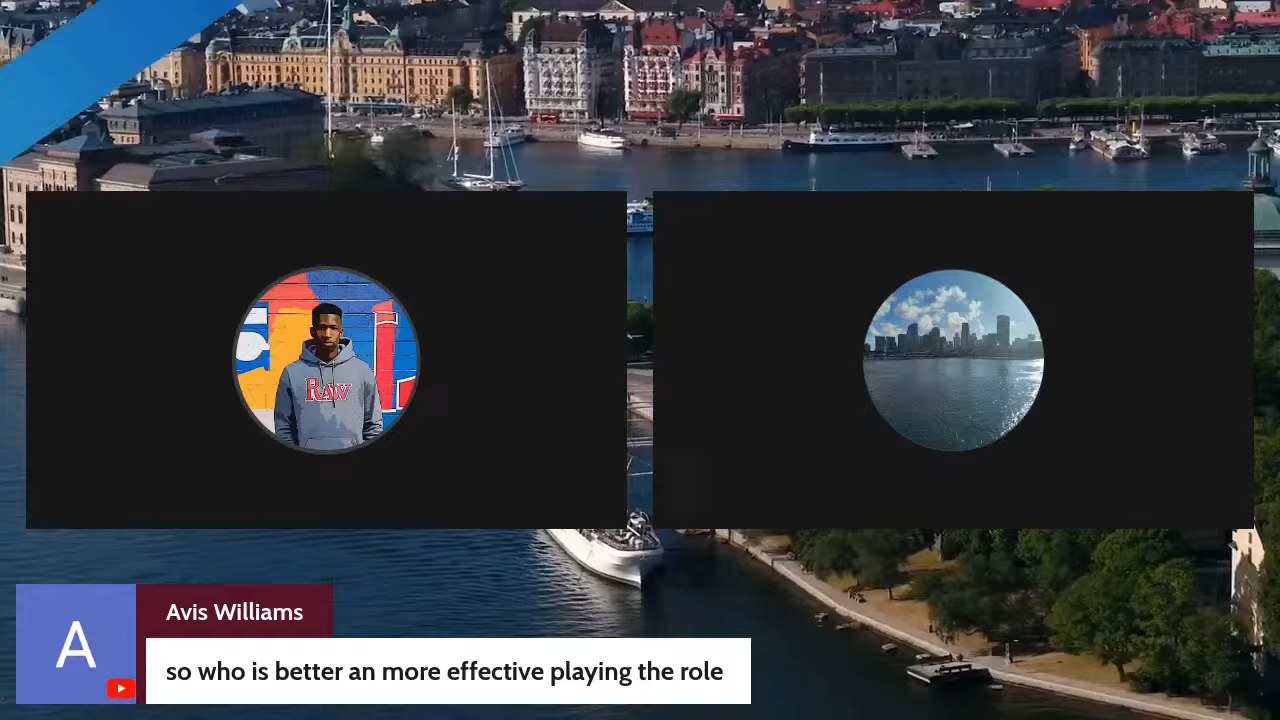 RAW
A
Avis Williams
so who is better an more effective playing the role